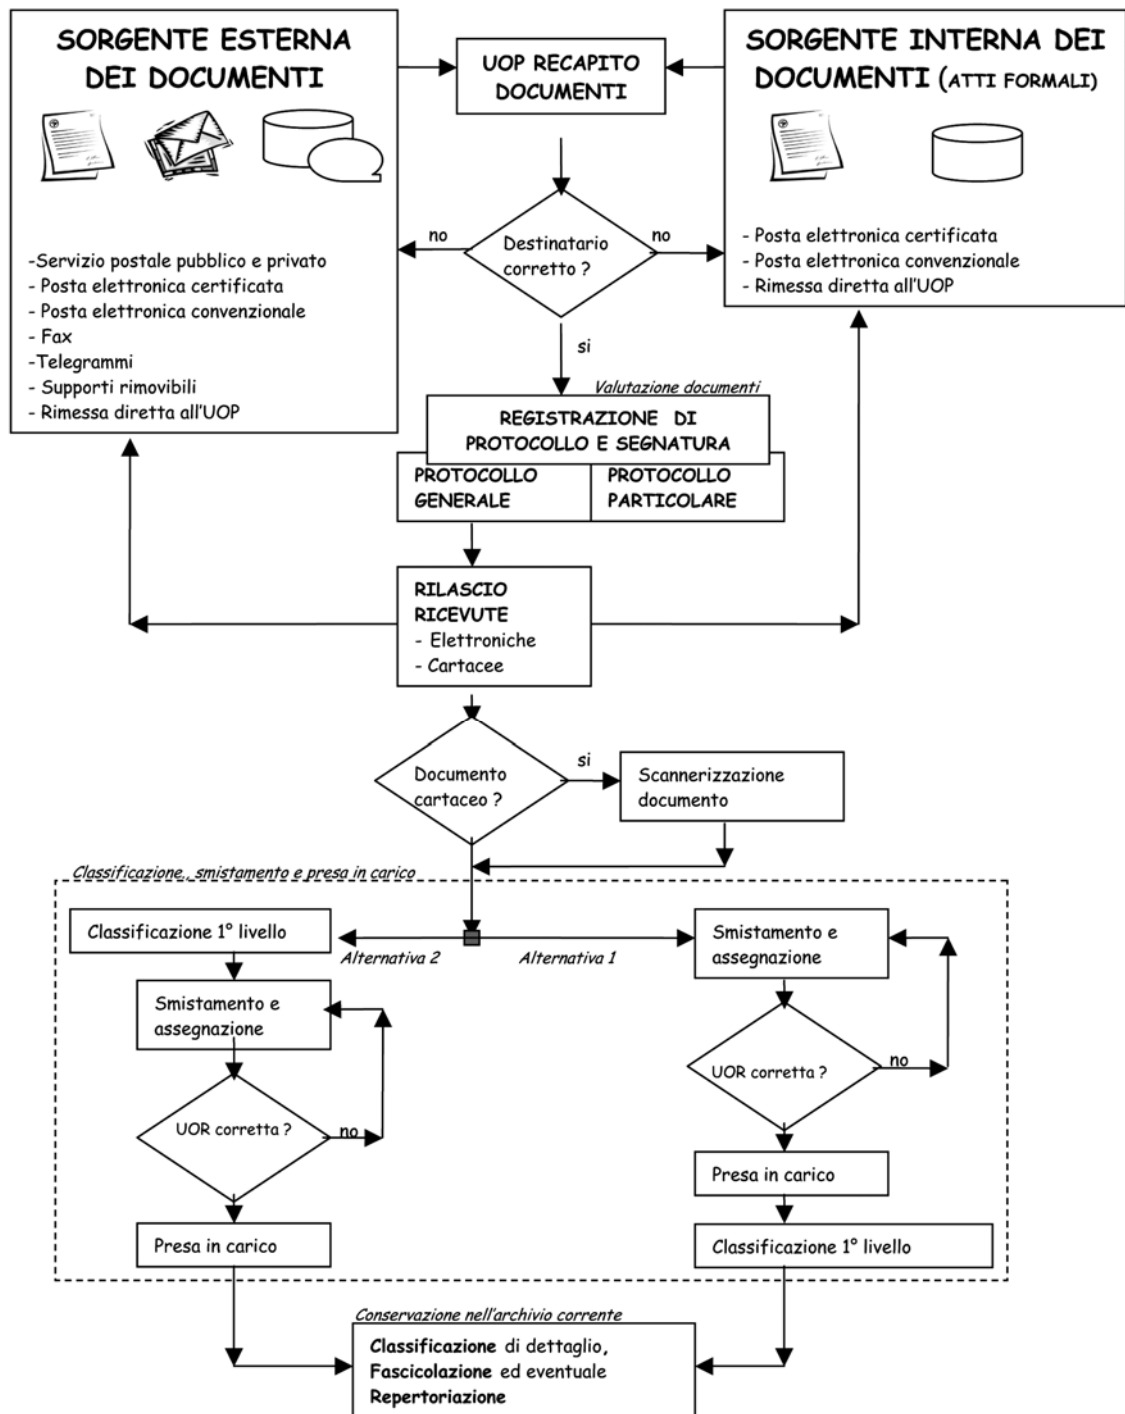 SORGENTE ESTERNA
DEI DOCUMENTI
-Servizio postale pubblico e privato
- Posta elettronica certificata
- Posta elettronica convenzionale
- Fax
-Telegrammi
- Supporti rimovibili
- Rimessa diretta all'UOP
UOP RECAPITO
DOCUMENTI
SORGENTE INTERNA DEI
DOCUMENTI (ATTI FORMALI)
- Posta elettronica certificata
- Posta elettronica convenzionale
- Rimessa diretta all'UOP
no
Destinatario
corretto ?
no
si
Valutazione documenti
REGISTRAZIONE DI
PROTOCOLLO E SEGNATURA
PROTOCOLLO
GENERALE
PROTOCOLLO
PARTICOLARE
RILASCIO
RICEVUTE
- Elettroniche
- Cartacee
Documento
cartaceo ?
si
Scannerizzazione
documento
Classificazione., smistamento e presa in carico
Classificazione 1° livello
Alternativa 2
Alternativa 1
Smistamento e
assegnazione
Smistamento e
assegnazione
UOR corretta ?
no
UOR corretta ?
no
Presa in carico
Presa in carico
Classificazione 1° livello
Conservazione nell'archivio corrente
Classificazione di dettaglio,
Fascicolazione ed eventuale
Repertoriazione